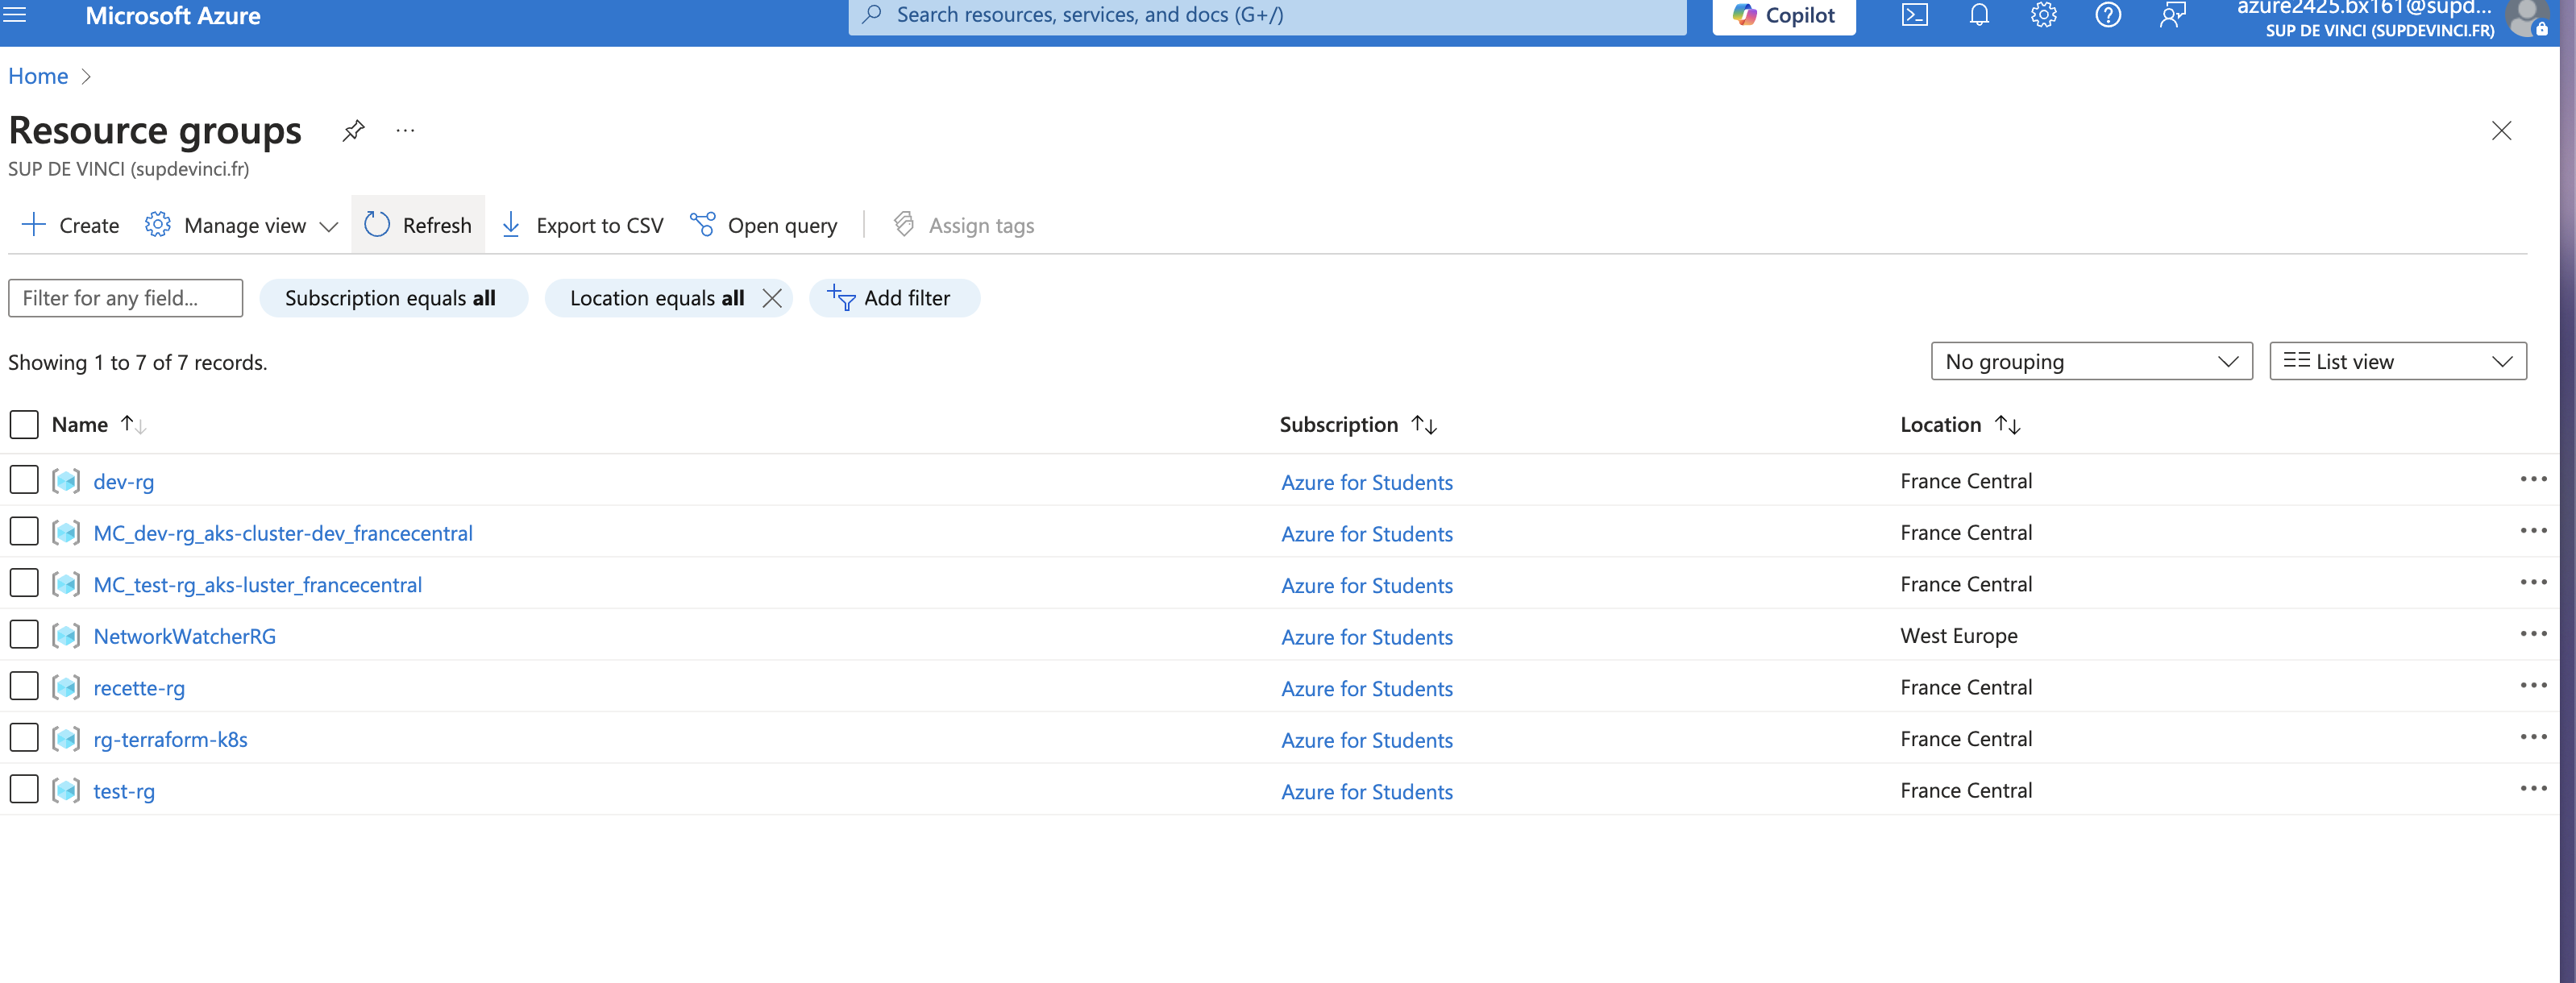 Microsoft Azure
Search resources, services, and docs (G+/)
Copilot
azure2425.bx161@supd...
SUP DE VINCI (SUPDEVINCI.FR)
Home
Resource groups
SUP DE VINCI (supdevinci.fr)
Create Manage view Refresh Export to CSV Open query Assign tags
Filter for any field... Subscription equals all Location equals all Add filter
Showing 1 to 7 of 7 records.
No grouping List view
Name Subscription Location
dev-rg Azure for Students France Central
MC_dev-rg_aks-cluster-dev_francecentral Azure for Students France Central
MC_test-rg_aks-luster_francecentral Azure for Students France Central
NetworkWatcherRG Azure for Students West Europe
recette-rg Azure for Students France Central
rg-terraform-k8s Azure for Students France Central
test-rg Azure for Students France Central